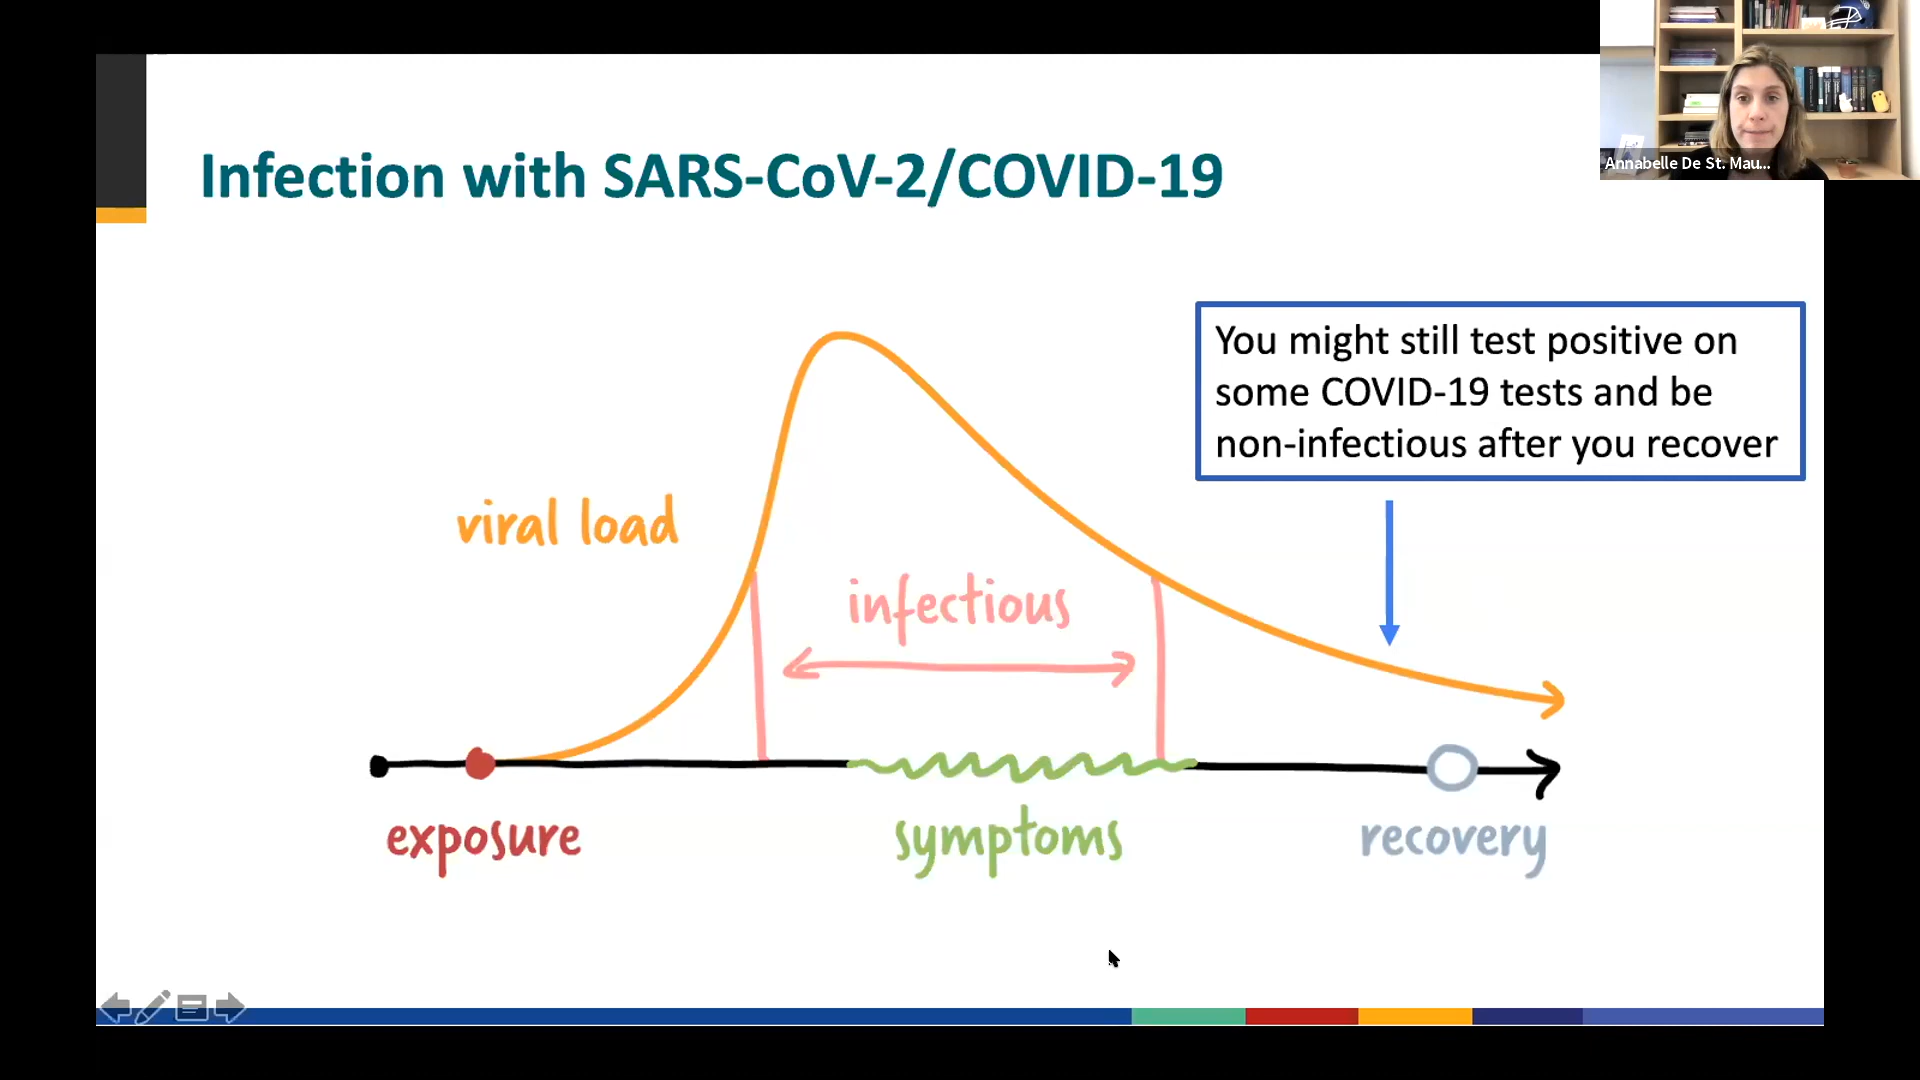 Annabelle De St. Mau...
Infection with SARS-CoV-2/COVID-19
You might still test positive on
some COVID-19 tests and be
non-infectious after you recover
viral load
infectious
exposure
symptoms
recovery